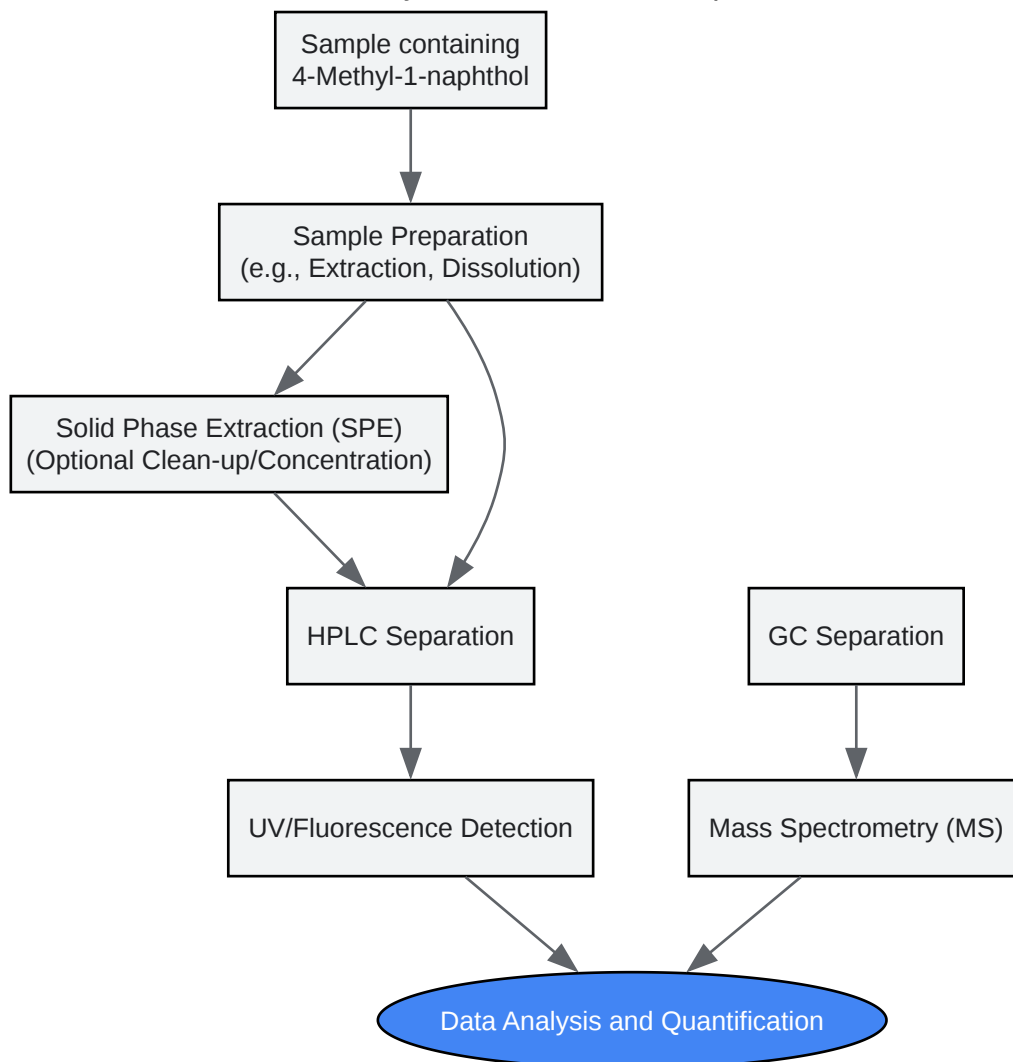 Sample containing
4-Methyl-1-naphthol
Sample Preparation
(e.g., Extraction, Dissolution)
Solid Phase Extraction (SPE)
(Optional Clean-up/Concentration)
HPLC Separation
GC Separation
UV/Fluorescence Detection
Mass Spectrometry (MS)
Data Analysis and Quantification